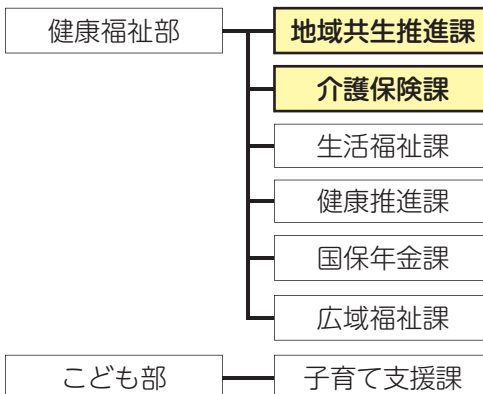 健康福祉部
地域共生推進課
介護保険課
生活福祉課
健康推進課
国保年金課
広域福祉課
こども部
子育て支援課